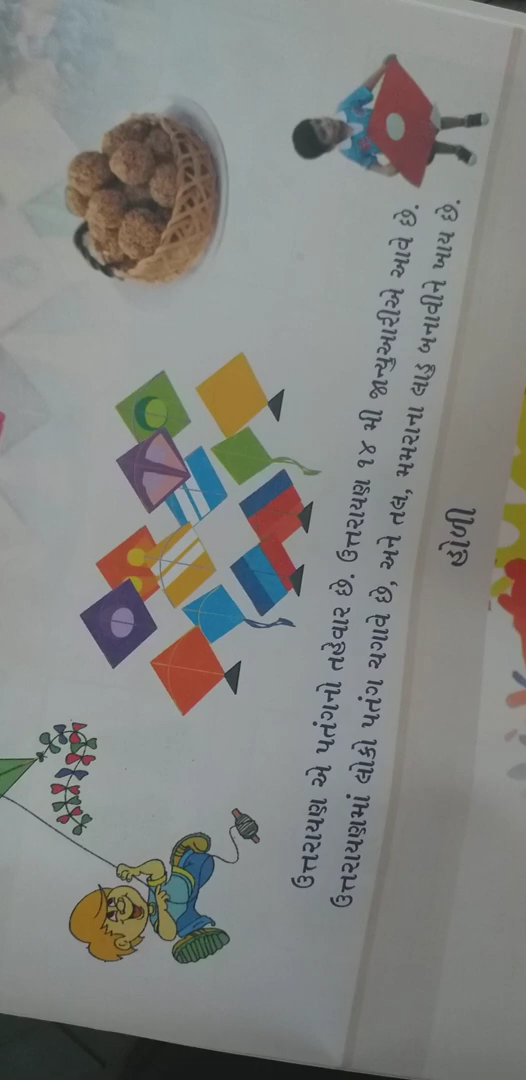 ઉત્તરાયણ એ પતંગનો તહેવાર છે. ઉત્તરાયણ ૧૪ મી જાન્યુઆરીએ આવે છે.
ઉત્તરાયણમાં લોકો પતંગ ચગાવે છે, અને તલ, મમરાના લાડુ બનાવીને ખાય છે.
હોળી